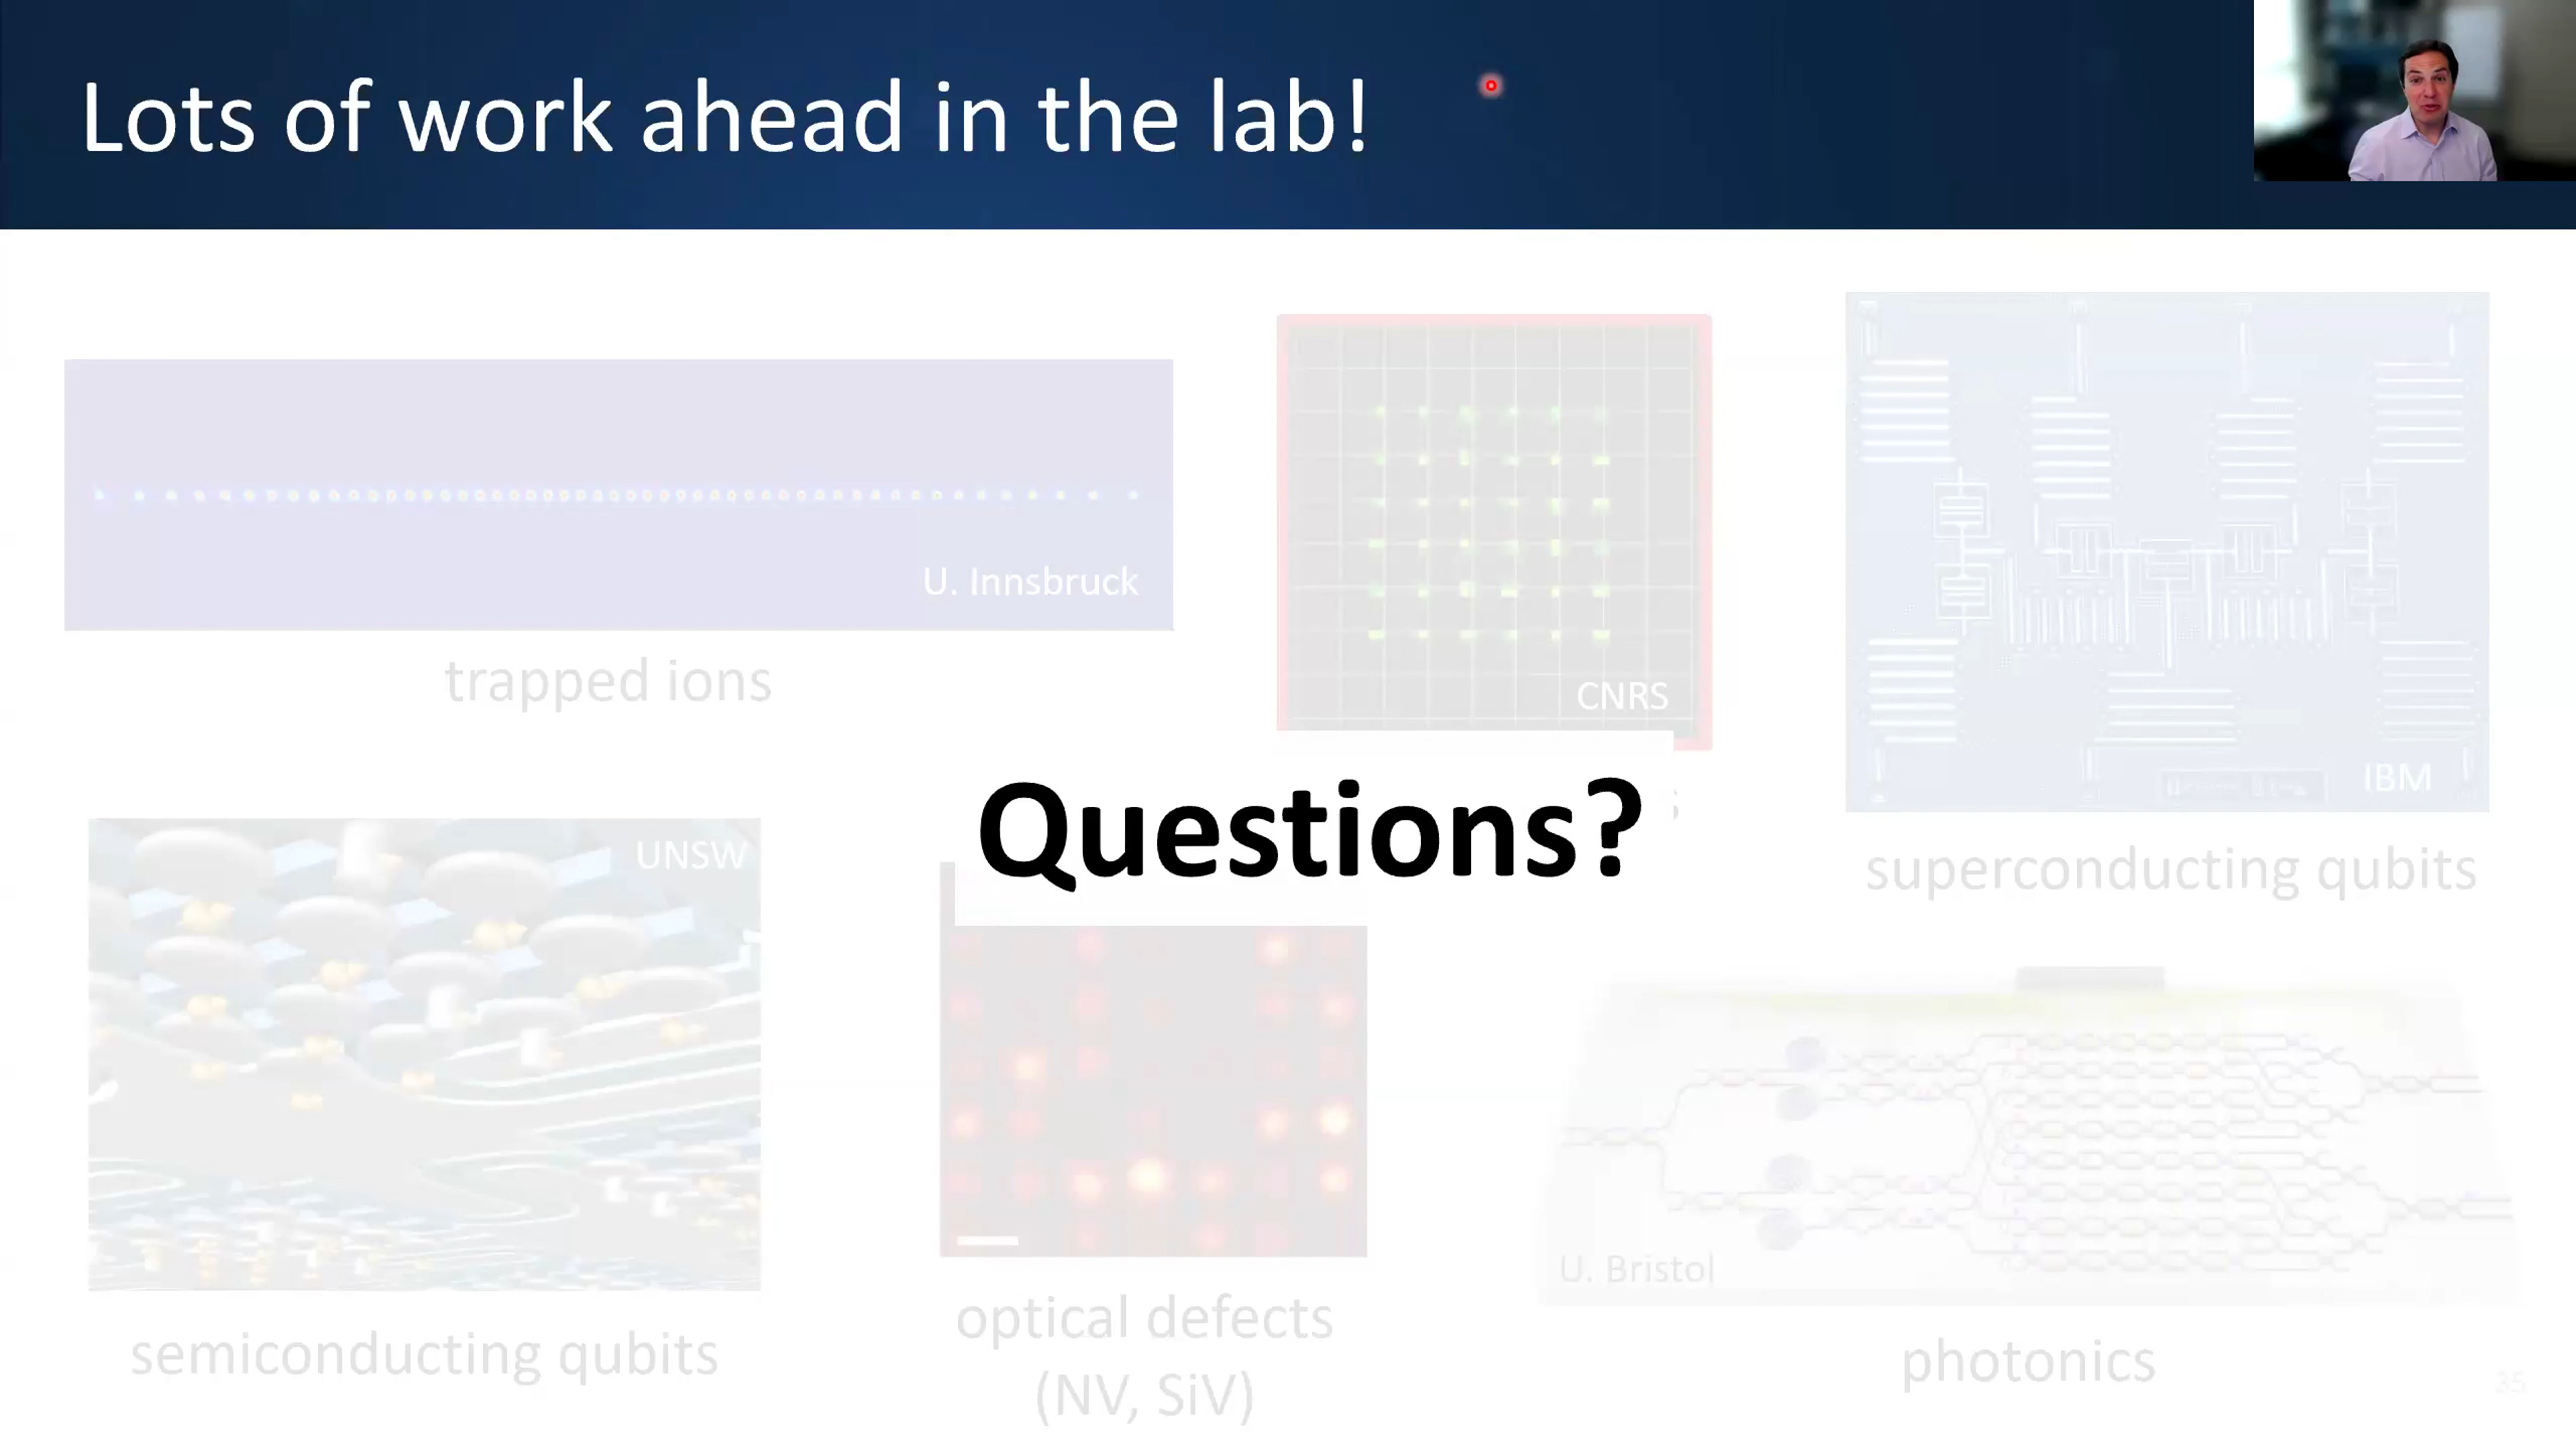 Lots of work ahead in the lab!
U. Innsbruck
trapped ions
CNRS
IBM
superconducting qubits
Questions?
UNSW
semiconducting qubits
optical defects
(NV, SiV)
U. Bristol
photonics
35